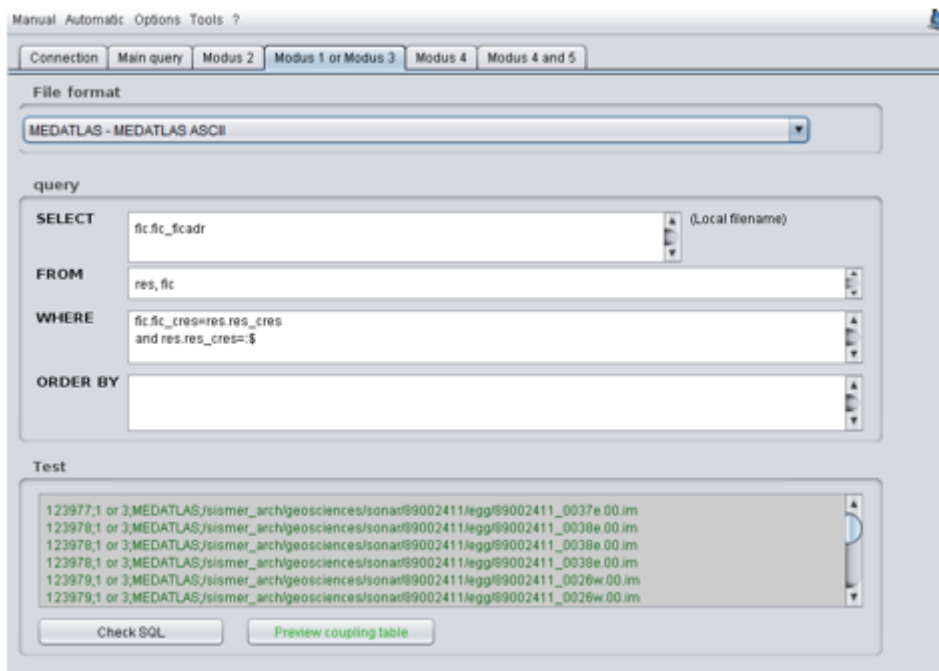 Manual Automatic Options Tools ?
Connection Main query Modus 2 Modus 1 or Modus 3 Modus 4 Modus 4 and 5
File format
MEDATLAS - MEDATLAS ASCII
query
SELECT
fic.fic_ficadr
(Local filename)
FROM
res, fic
WHERE
fic.fic_cres=res.res_cres
and res.res_cres=:$
ORDER BY
Test
123977;1 or 3;MEDATLAS;/sismer_arch/geosciences/sonar/89002411/egg/89002411_0037e.00.im
123978;1 or 3;MEDATLAS;/sismer_arch/geosciences/sonar/89002411/egg/89002411_0038e.00.im
123978;1 or 3;MEDATLAS;/sismer_arch/geosciences/sonar/89002411/egg/89002411_0038e.00.im
123978;1 or 3;MEDATLAS;/sismer_arch/geosciences/sonar/89002411/egg/89002411_0038e.00.im
123979;1 or 3;MEDATLAS;/sismer_arch/geosciences/sonar/89002411/egg/89002411_0026w.00.im
123979;1 or 3;MEDATLAS;/sismer_arch/geosciences/sonar/89002411/egg/89002411_0026w.00.im
Check SQL Preview coupling table